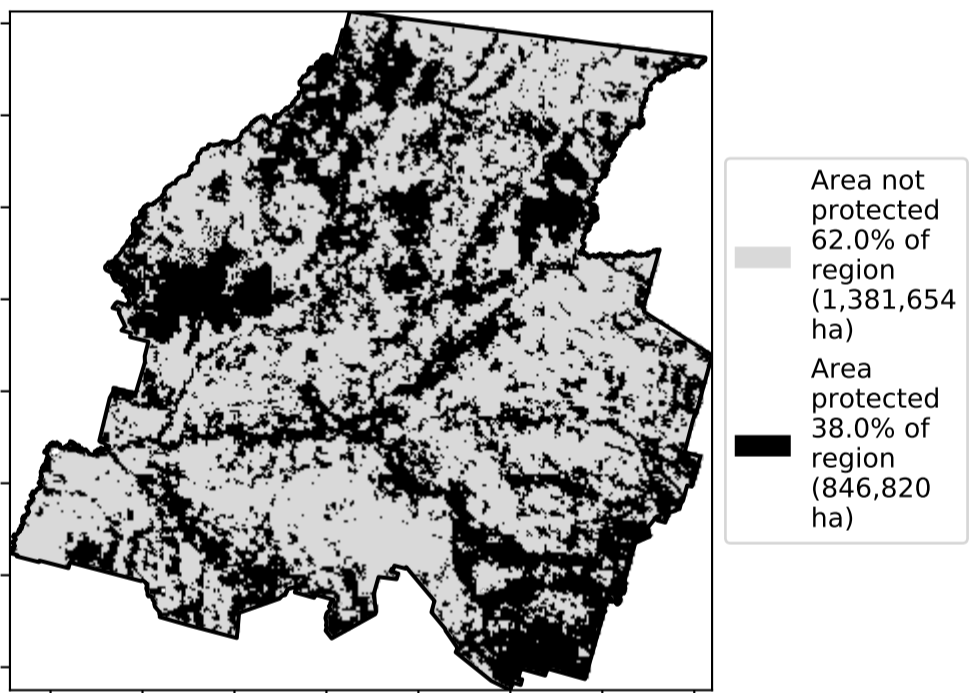 Area not
protected
62.0% of
region
(1,381,654
ha)
Area
protected
38.0% of
region
(846,820
ha)